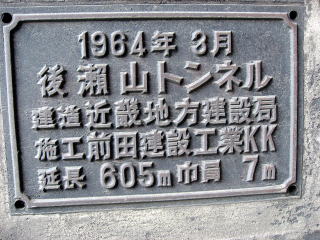 1964年3月
後瀬山トンネル
建造近畿地方建設局
施工前田建設工業KK
延長 605m 巾員 7m